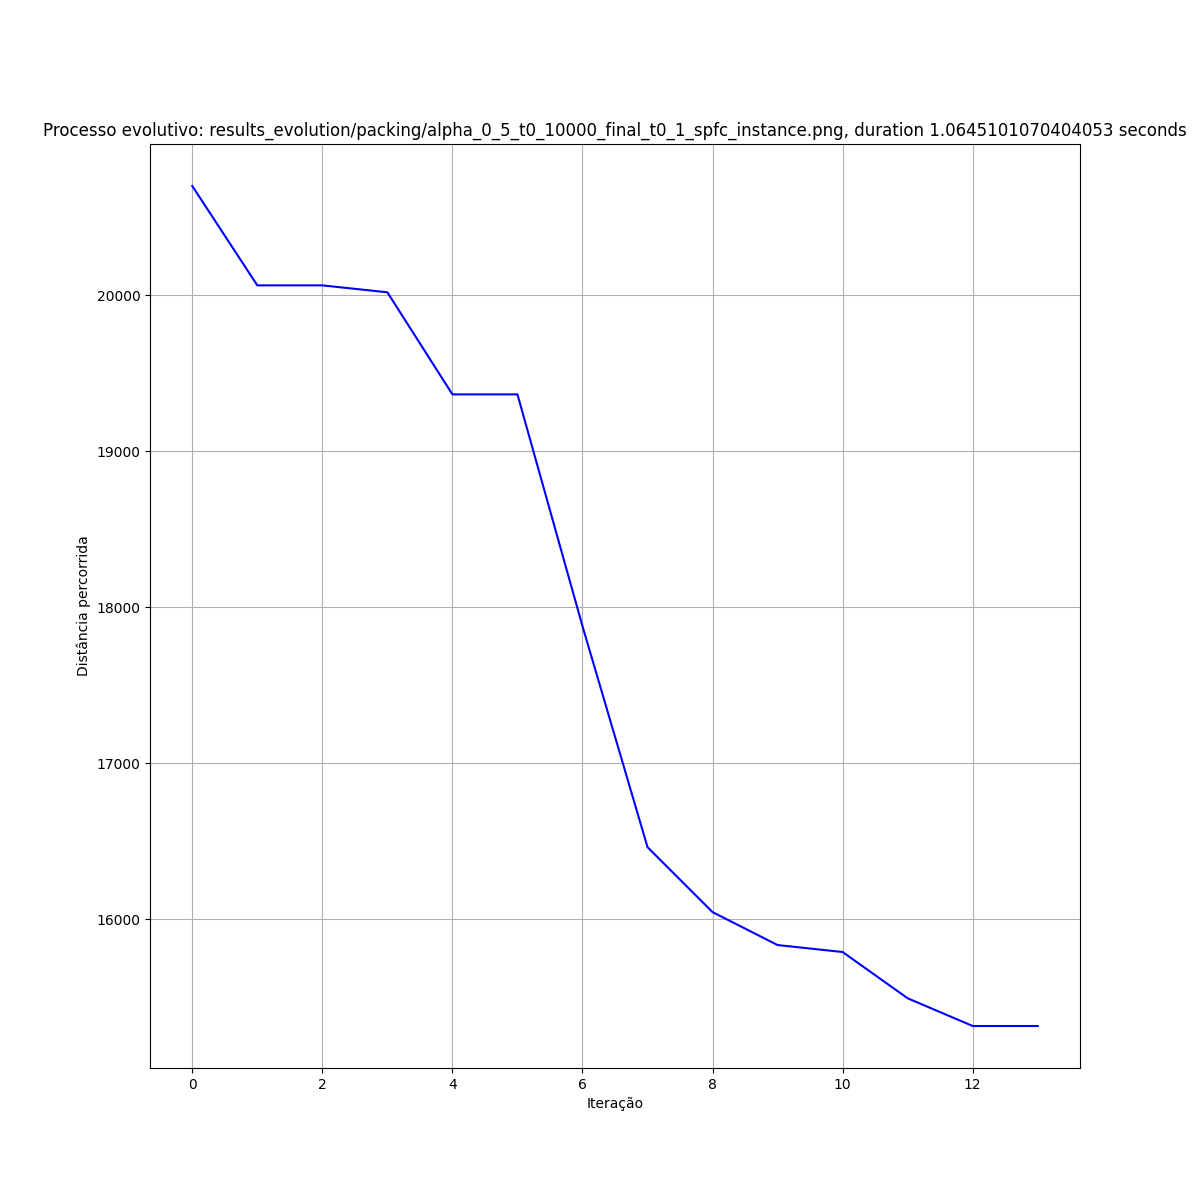 Processo evolutivo: results_evolution/packing/alpha_0_5_t0_10000_final_t0_1_spfc_instance.png, duration 1.0645101070404053 seconds
20000
19000
18000
17000
16000
Distância percorrida
0 2 4 6 8 10 12
Iteração